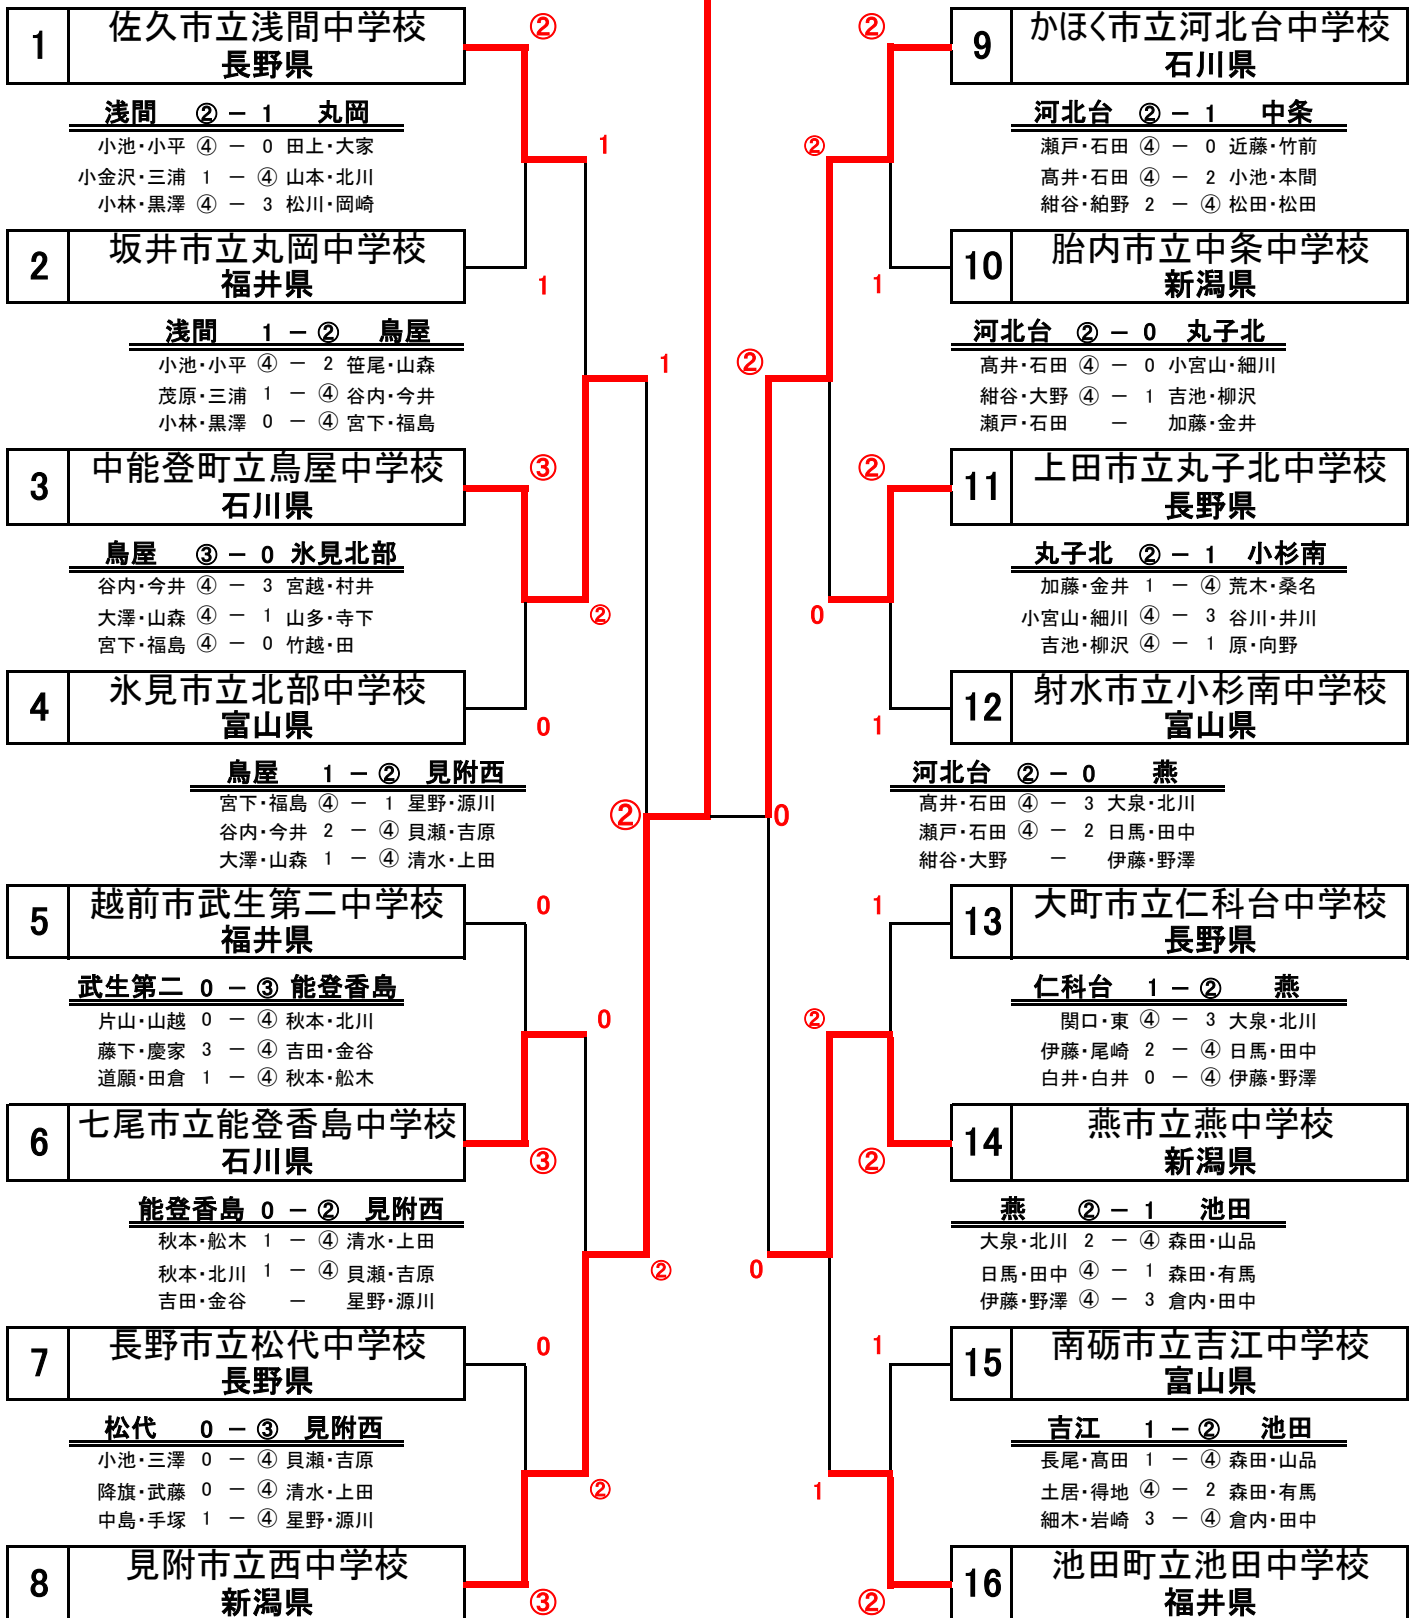 1 佐久市立浅間中学校
長野県
②
浅間 ② － 1 丸岡
小池・小平 ④ － 0 田上・大家
小金沢・三浦 1 － ④ 山本・北川
小林・黒澤 ④ － 3 松川・岡崎
1
2 坂井市立丸岡中学校
福井県
1
浅間 1 － ② 鳥屋
小池・小平 ④ － 2 笹尾・山森
茂原・三浦 1 － ④ 谷内・今井
小林・黒澤 0 － ④ 宮下・福島
1
3 中能登町立鳥屋中学校
石川県
③
鳥屋 ③ － 0 氷見北部
谷内・今井 ④ － 3 宮越・村井
大澤・山森 ④ － 1 山多・寺下
宮下・福島 ④ － 0 竹越・田
②
4 氷見市立北部中学校
富山県
0
鳥屋 1 － ② 見附西
宮下・福島 ④ － 1 星野・源川
谷内・今井 2 － ④ 貝瀬・吉原
大澤・山森 1 － ④ 清水・上田
②
5 越前市武生第二中学校
福井県
0
武生第二 0 － ③ 能登香島
片山・山越 0 － ④ 秋本・北川
藤下・慶家 3 － ④ 吉田・金谷
道願・田倉 1 － ④ 秋本・舩木
0
6 七尾市立能登香島中学校
石川県
③
能登香島 0 － ② 見附西
秋本・舩木 1 － ④ 清水・上田
秋本・北川 1 － ④ 貝瀬・吉原
吉田・金谷 － 星野・源川
②
7 長野市立松代中学校
長野県
0
松代 0 － ③ 見附西
小池・三澤 0 － ④ 貝瀬・吉原
降旗・武藤 0 － ④ 清水・上田
中島・手塚 1 － ④ 星野・源川
②
8 見附市立西中学校
新潟県
③
②
9 かほく市立河北台中学校
石川県
河北台 ② － 1 中条
瀬戸・石田 ④ － 0 近藤・竹前
髙井・石田 ④ － 2 小池・本間
紺谷・絈野 2 － ④ 松田・松田
②
10 胎内市立中条中学校
新潟県
1
河北台 ② － 0 丸子北
髙井・石田 ④ － 0 小宮山・細川
紺谷・大野 ④ － 1 吉池・柳沢
瀬戸・石田 － 加藤・金井
②
11 上田市立丸子北中学校
長野県
②
丸子北 ② － 1 小杉南
加藤・金井 1 － ④ 荒木・桑名
小宮山・細川 ④ － 3 谷川・井川
吉池・柳沢 ④ － 1 原・向野
0
12 射水市立小杉南中学校
富山県
1
河北台 ② － 0 燕
髙井・石田 ④ － 3 大泉・北川
瀬戸・石田 ④ － 2 日馬・田中
紺谷・大野 － 伊藤・野澤
0
13 大町市立仁科台中学校
長野県
1
仁科台 1 － ② 燕
関口・東 ④ － 3 大泉・北川
伊藤・尾崎 2 － ④ 日馬・田中
白井・白井 0 － ④ 伊藤・野澤
②
14 燕市立燕中学校
新潟県
②
燕 ② － 1 池田
大泉・北川 2 － ④ 森田・山品
日馬・田中 ④ － 1 森田・有馬
伊藤・野澤 ④ － 3 倉内・田中
0
15 南砺市立吉江中学校
富山県
1
吉江 1 － ② 池田
長尾・髙田 1 － ④ 森田・山品
土居・得地 ④ － 2 森田・有馬
細木・岩崎 3 － ④ 倉内・田中
1
16 池田町立池田中学校
福井県
②